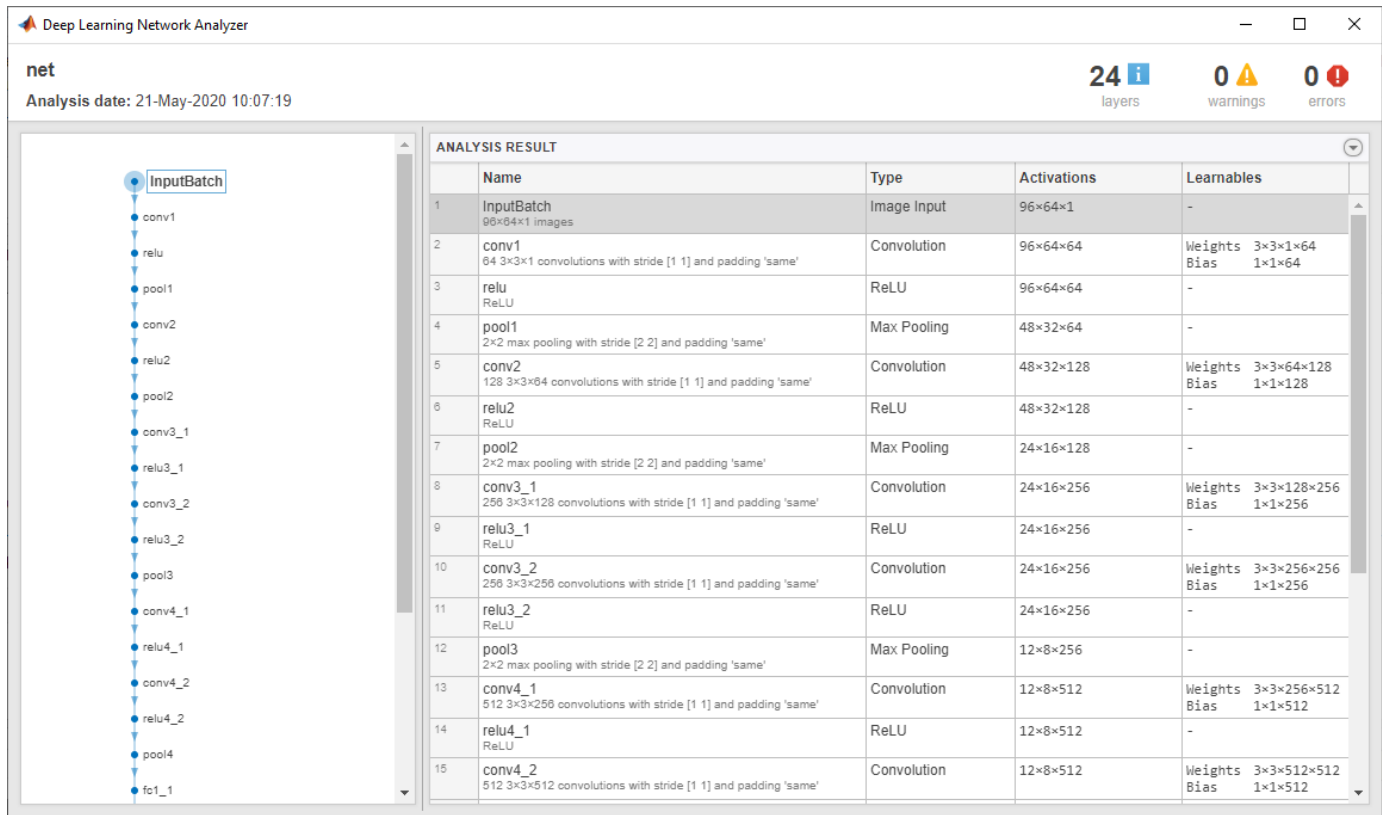 Deep Learning Network Analyzer
net
Analysis date: 21-May-2020 10:07:19
24 i
layers
0
warnings
0
errors
InputBatch
conv1
relu
pool1
conv2
relu2
pool2
conv3_1
relu3_1
conv3_2
relu3_2
pool3
conv4_1
relu4_1
conv4_2
relu4_2
pool4
fc1_1
ANALYSIS RESULT
Name Type Activations Learnables
1 InputBatch Image Input 96×64×1 -
96×64×1 images
2 conv1 Convolution 96×64×64 Weights 3×3×1×64
64 3×3×1 convolutions with stride [1 1] and padding 'same' Bias 1×1×64
3 relu ReLU 96×64×64 -
ReLU
4 pool1 Max Pooling 48×32×64 -
2×2 max pooling with stride [2 2] and padding 'same'
5 conv2 Convolution 48×32×128 Weights 3×3×64×128
128 3×3×64 convolutions with stride [1 1] and padding 'same' Bias 1×1×128
6 relu2 ReLU 48×32×128 -
ReLU
7 pool2 Max Pooling 24×16×128 -
2×2 max pooling with stride [2 2] and padding 'same'
8 conv3_1 Convolution 24×16×256 Weights 3×3×128×256
256 3×3×128 convolutions with stride [1 1] and padding 'same' Bias 1×1×256
9 relu3_1 ReLU 24×16×256 -
ReLU
10 conv3_2 Convolution 24×16×256 Weights 3×3×256×256
256 3×3×256 convolutions with stride [1 1] and padding 'same' Bias 1×1×256
11 relu3_2 ReLU 24×16×256 -
ReLU
12 pool3 Max Pooling 12×8×256 -
2×2 max pooling with stride [2 2] and padding 'same'
13 conv4_1 Convolution 12×8×512 Weights 3×3×256×512
512 3×3×256 convolutions with stride [1 1] and padding 'same' Bias 1×1×512
14 relu4_1 ReLU 12×8×512 -
ReLU
15 conv4_2 Convolution 12×8×512 Weights 3×3×512×512
512 3×3×512 convolutions with stride [1 1] and padding 'same' Bias 1×1×512